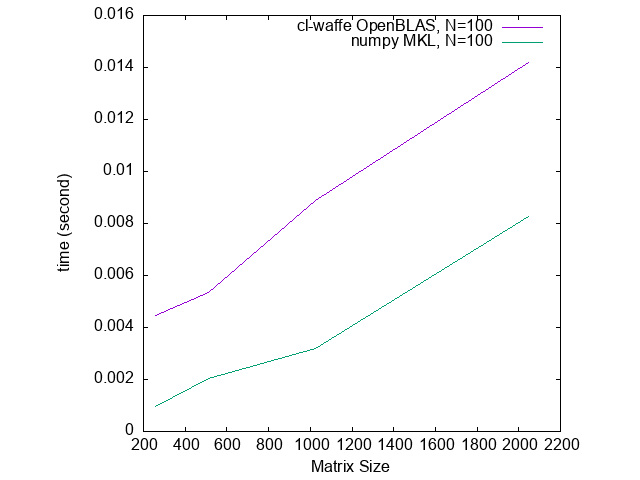 0.016
cl-waffe OpenBLAS, N=100
numpy MKL, N=100
0.014
0.012
0.01
0.008
time (second)
0.006
0.004
0.002
0
200 400 600 800 1000 1200 1400 1600 1800 2000 2200
Matrix Size